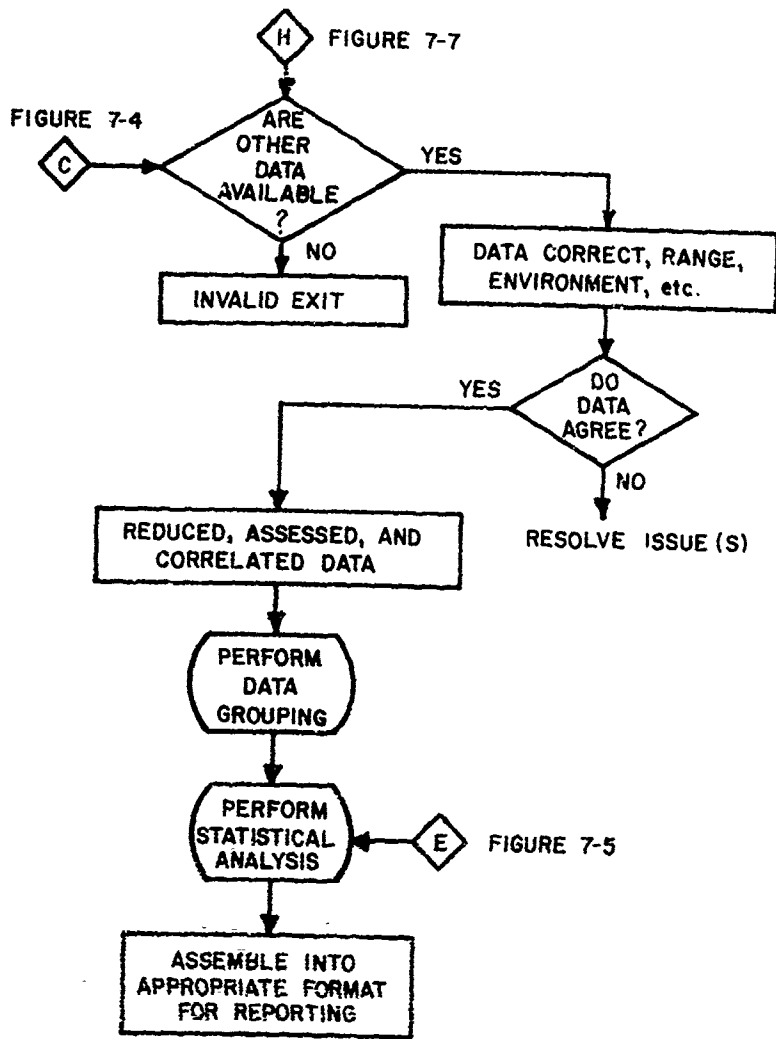 H FIGURE 7-7
FIGURE 7-4
C
ARE
OTHER
DATA
AVAILABLE
?
YES
NO
INVALID EXIT
DATA CORRECT, RANGE,
ENVIRONMENT, etc.
DO
DATA
AGREE?
YES
NO
RESOLVE ISSUE(S)
REDUCED, ASSESSED, AND
CORRELATED DATA
PERFORM
DATA
GROUPING
PERFORM
STATISTICAL
ANALYSIS
E FIGURE 7-5
ASSEMBLE INTO
APPROPRIATE FORMAT
FOR REPORTING